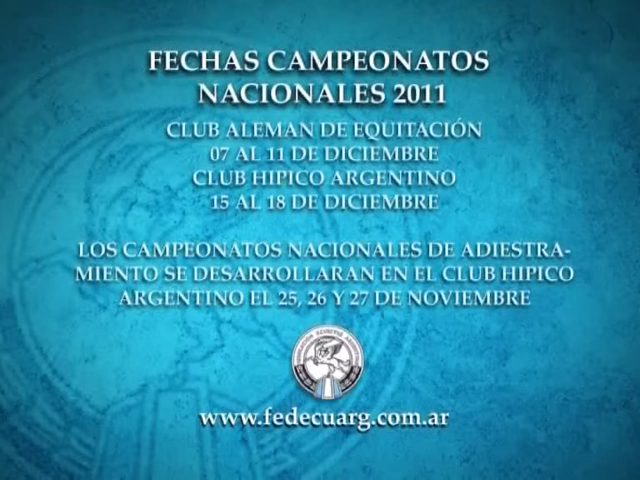 FECHAS CAMPEONATOS
NACIONALES 2011
CLUB ALEMAN DE EQUITACIÓN
07 AL 11 DE DICIEMBRE
CLUB HIPICO ARGENTINO
15 AL 18 DE DICIEMBRE
LOS CAMPEONATOS NACIONALES DE ADIESTRA-
MIENTO SE DESARROLLARAN EN EL CLUB HIPICO
ARGENTINO EL 25, 26 Y 27 DE NOVIEMBRE
www.fedecuarg.com.ar